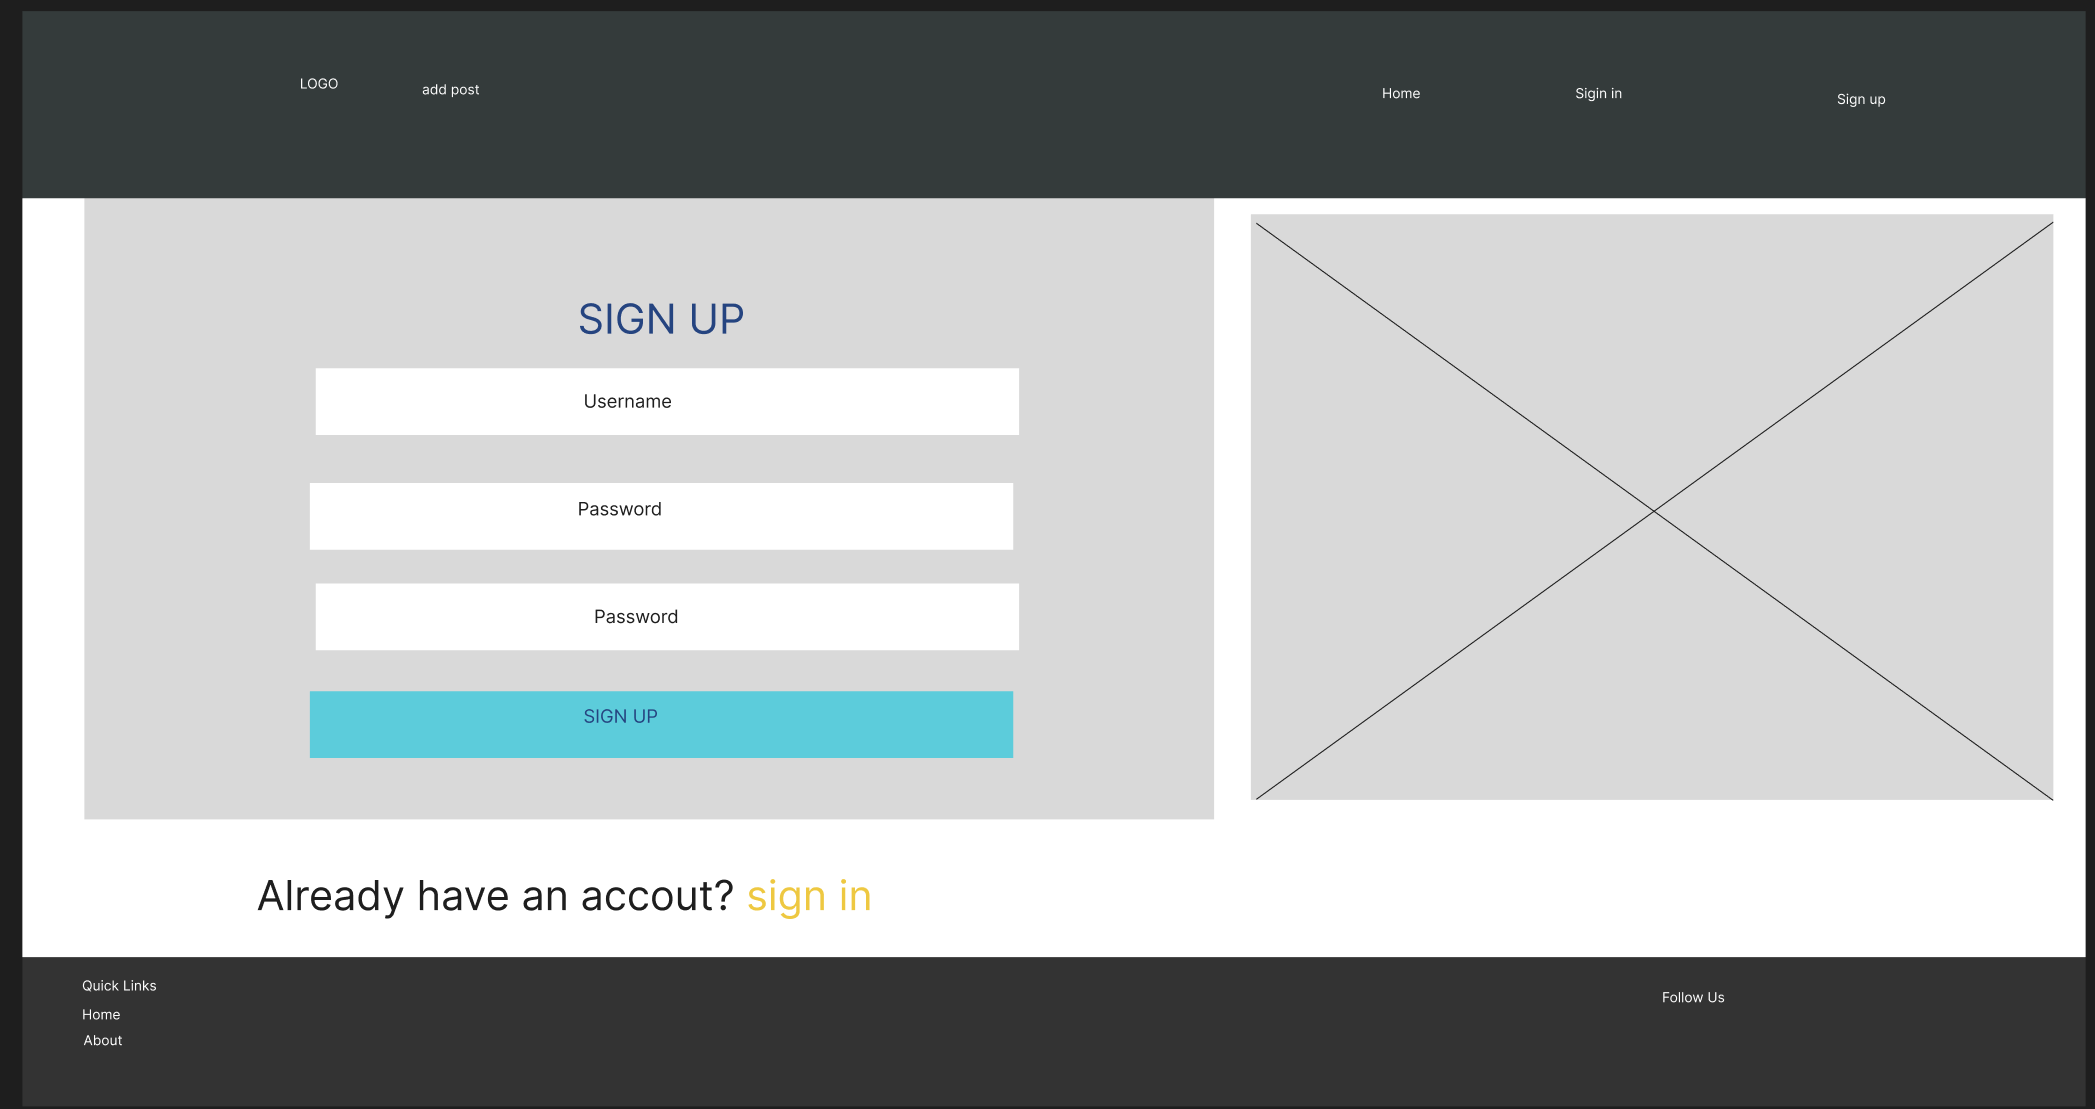 LOGO
add post
Home
Sigin in
Sign up
SIGN UP
Username
Password
Password
SIGN UP
Already have an accout? sign in
Quick Links
Home
About
Follow Us